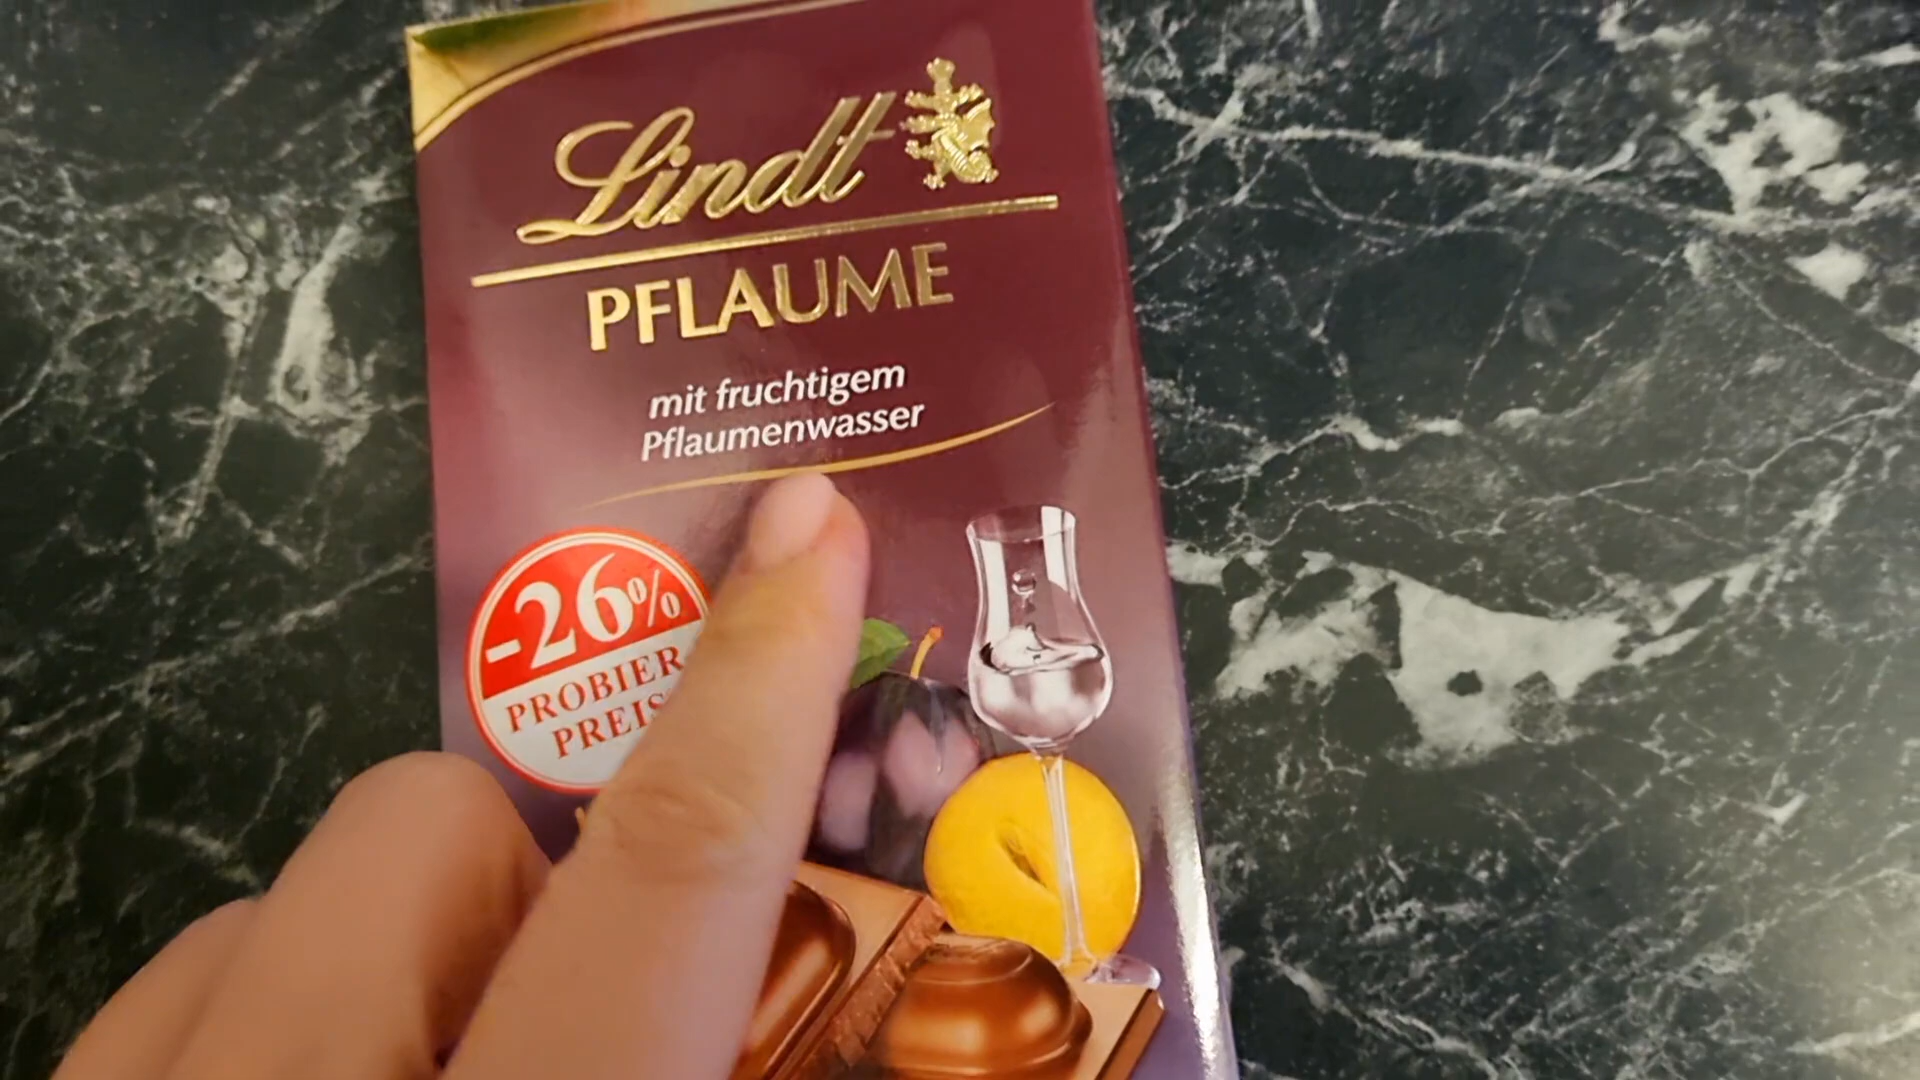 Lindt
PFLAUME
mit fruchtigem
Pflaumenwasser
-26%
PROBIER
PREIS